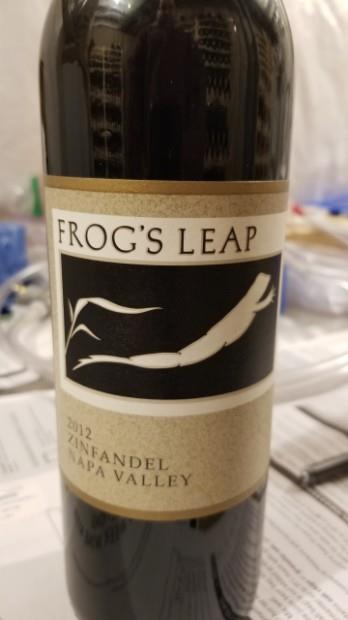 FROG'S LEAP
2012
ZINFANDEL
NAPA VALLEY